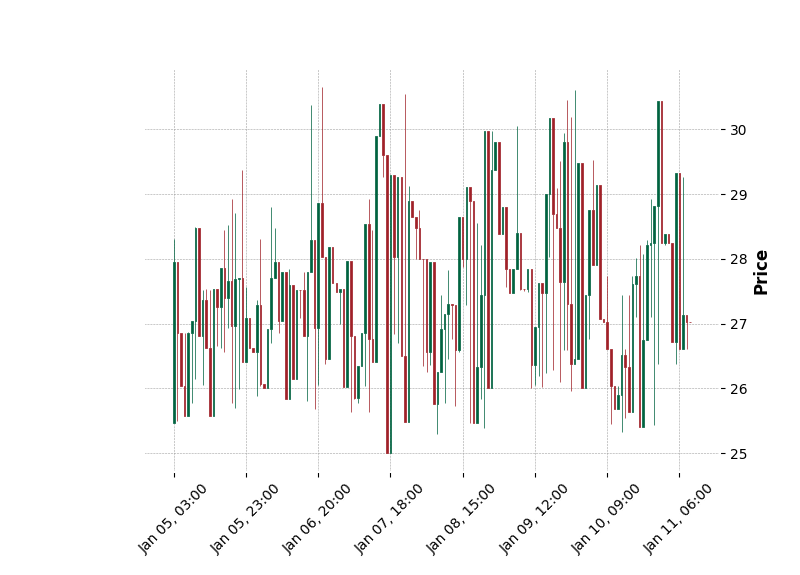 30
29
28
27
26
25
Price
Jan 05, 03:00
Jan 05, 23:00
Jan 06, 20:00
Jan 07, 18:00
Jan 08, 15:00
Jan 09, 12:00
Jan 10, 09:00
Jan 11, 06:00